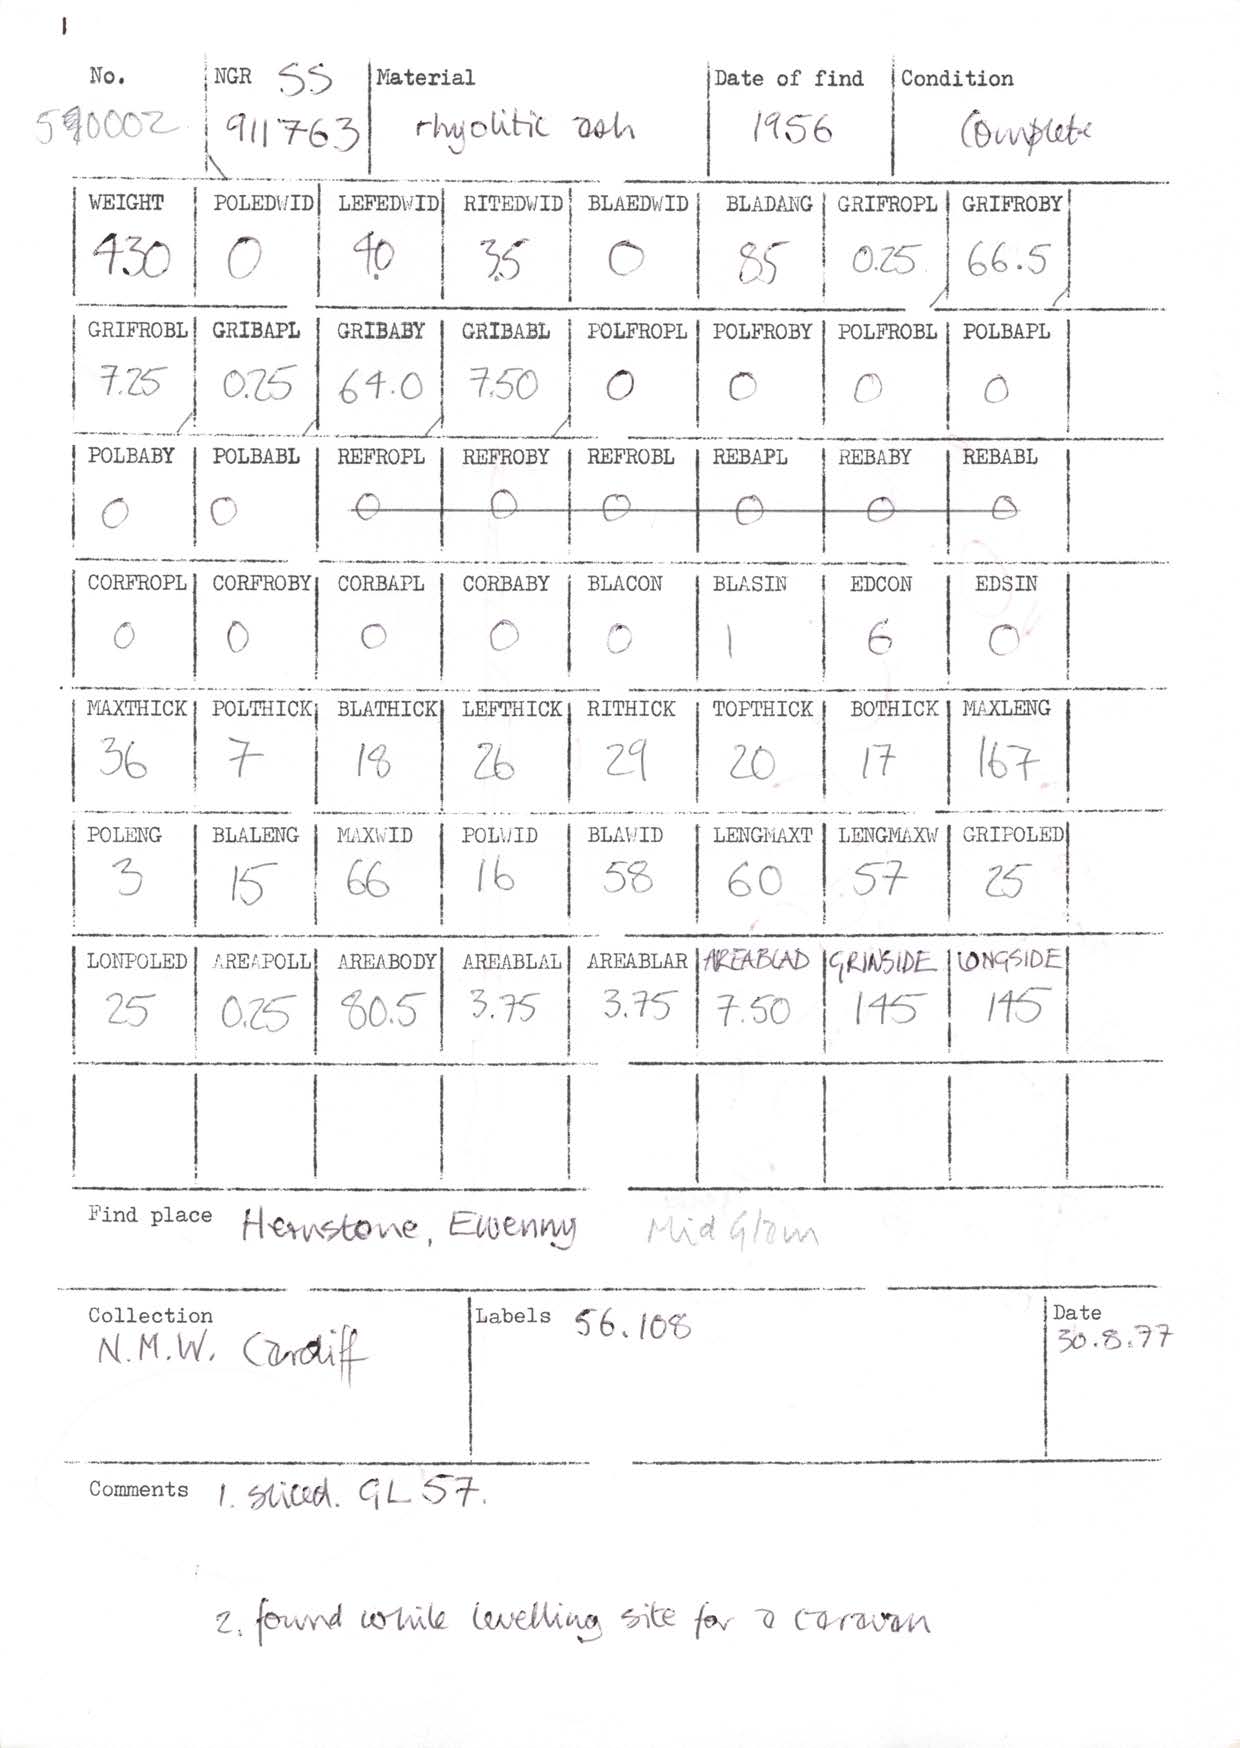 1
No. NGR SS Material Date of find Condition
590002 911763 rhyolitic ash 1956 Complete
WEIGHT POLEDWID LEFEDWID RITEDWID BLAEDWID BLADANG GRIFROPL GRIFROBY
430 0 4.0 3.5 0 85 0.25 66.5
GRIFROBL GRIBAPL GRIBABY GRIBABL POLFROPL POLFROBY POLFROBL POLBAPL
7.25 0.25 64.0 7.50 0 0 0 0
POLBABY POLBABL REFROPL REFROBY REFROBL REBAPL REBABY REBABL
0 0 0 0 0 0 0 0
CORFROPL CORFROBY CORBAPL CORBABY BLACON BLASIN EDCON EDSIN
0 0 0 0 0 1 6 0
MAXTHICK POLTHICK BLATHICK LEFTHICK RITHICK TOPTHICK BOTHICK MAXLENG
36 7 18 26 29 20 17 167
POLENG BLALENG MAXWID POLWID BLAWID LENGMAXT LENGMAXW GRIPOLED
3 15 66 16 58 60 57 25
LONPOLED AREAPOLL AREABODY AREABLAL AREABLAR AREABLAD GRINSIDE LONGSIDE
25 0.25 80.5 3.75 3.75 7.50 145 145
Find place Hernstone, Ewenny Mid Glam
Collection Labels 56.108 Date
N.M.W. Cardiff 30.8.77
Comments 1. sliced. GL 57.
2. found while levelling site for a caravan